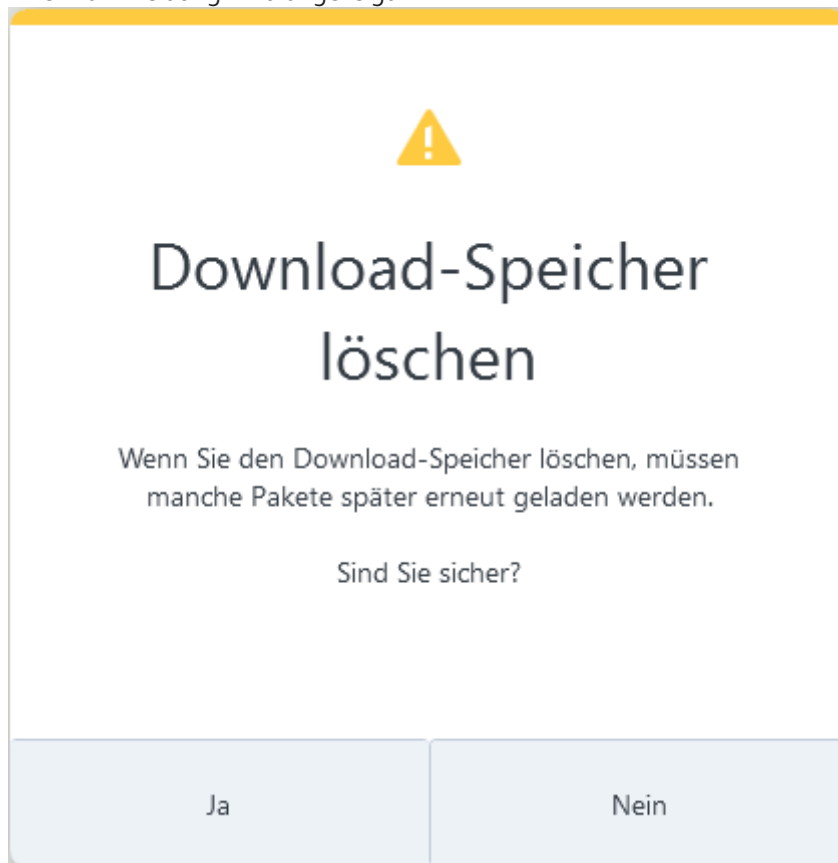 Download-Speicher
löschen
Wenn Sie den Download-Speicher löschen, müssen
manche Pakete später erneut geladen werden.
Sind Sie sicher?
Ja
Nein